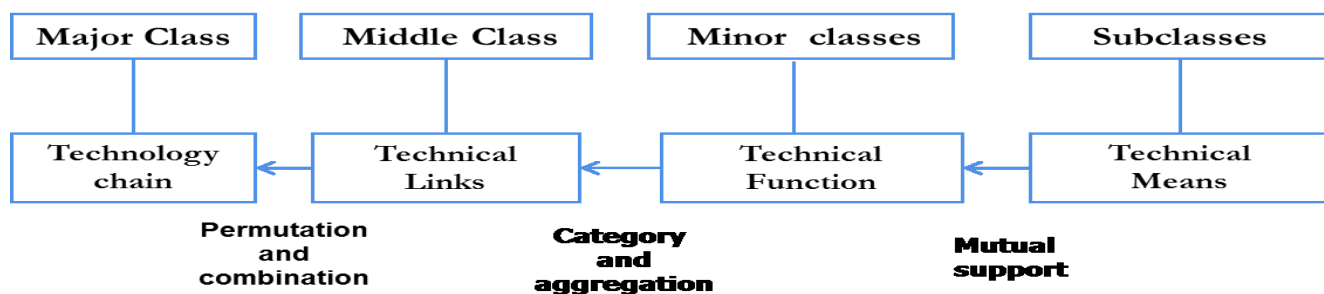 Major Class
Middle Class
Minor classes
Subclasses
Technology
chain
Technical
Links
Technical
Function
Technical
Means
Permutation
and
combination
Category
and
aggregation
Mutual
support